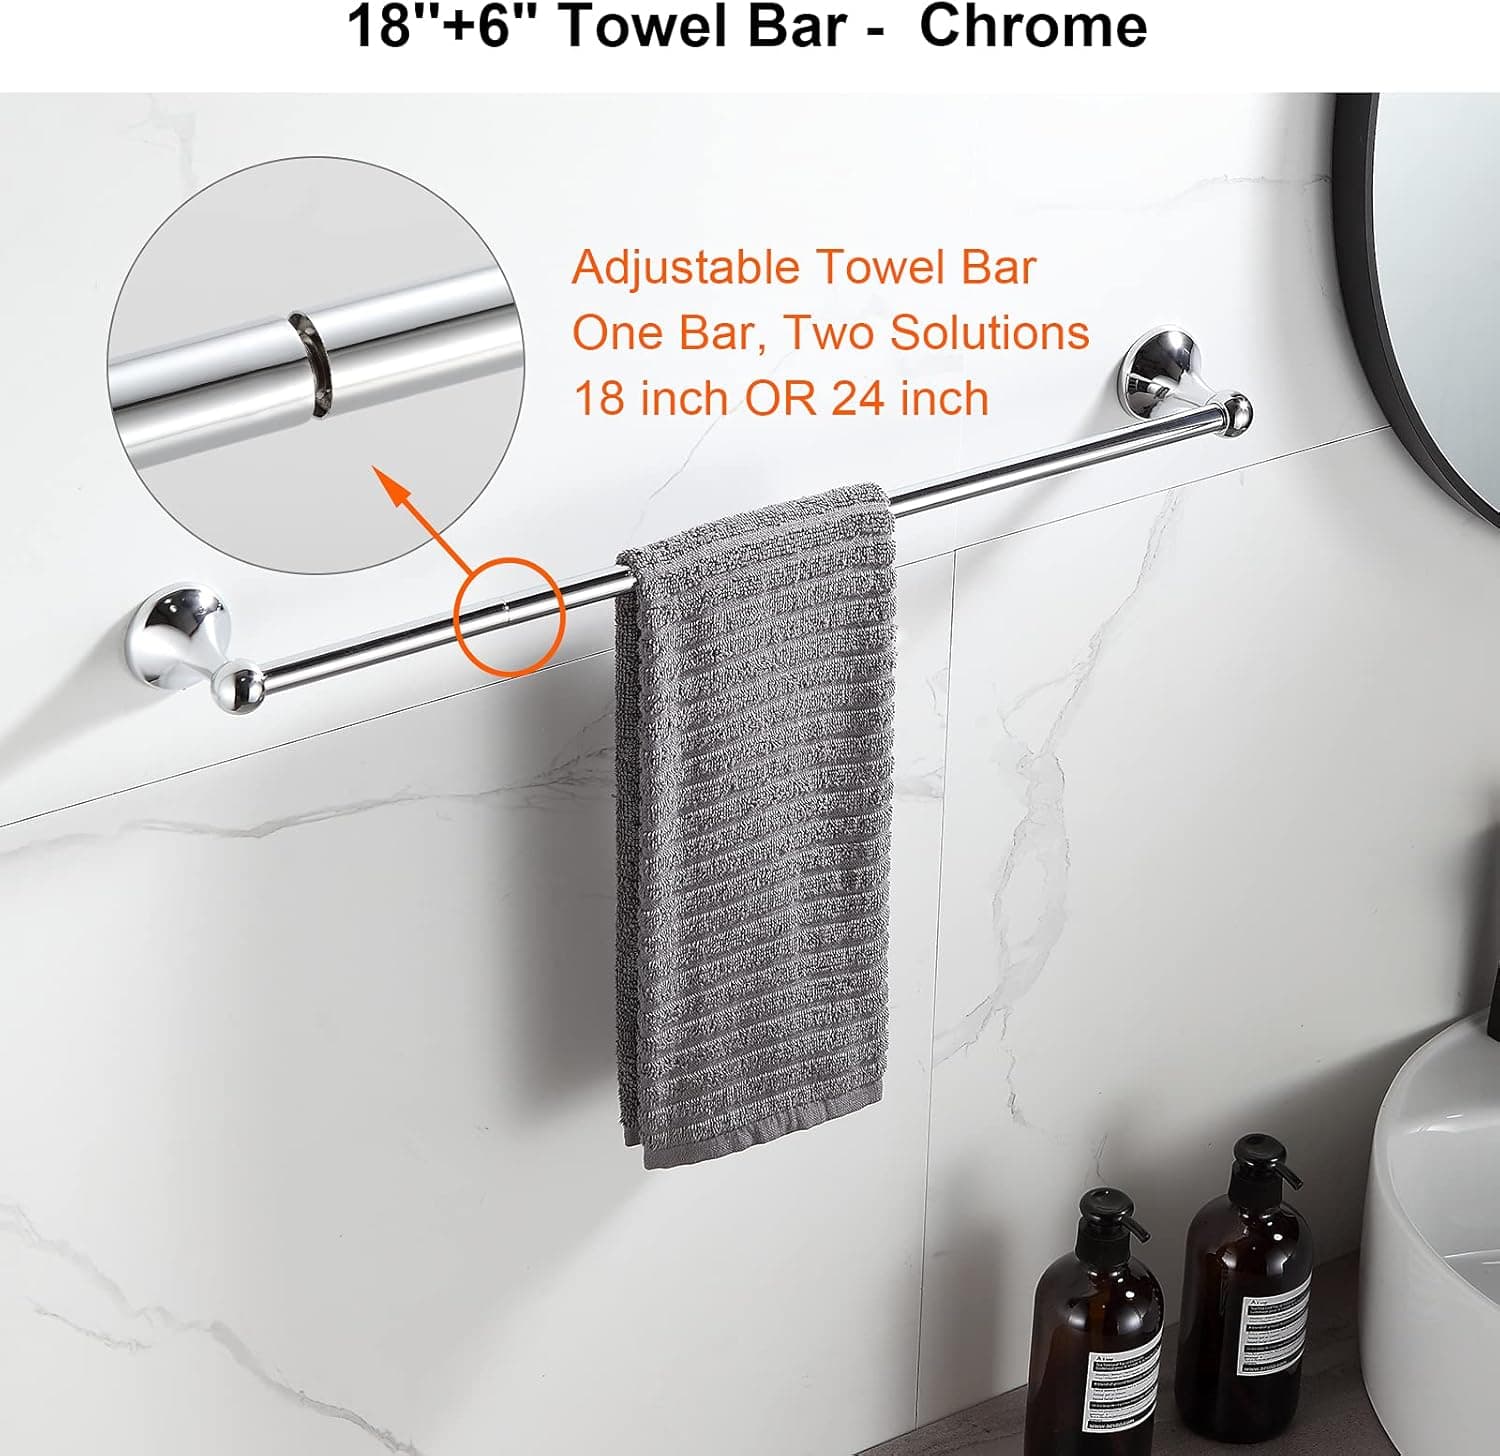 18"+6" Towel Bar - Chrome
Adjustable Towel Bar
One Bar, Two Solutions
18 inch OR 24 inch